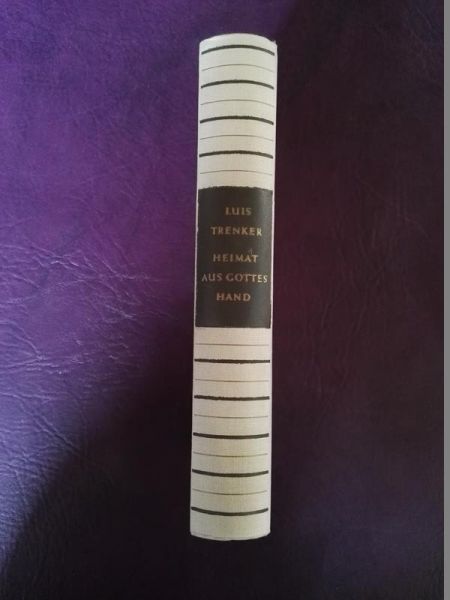 LUIS
TRENKER
HEIMAT
AUS GOTTES
HAND